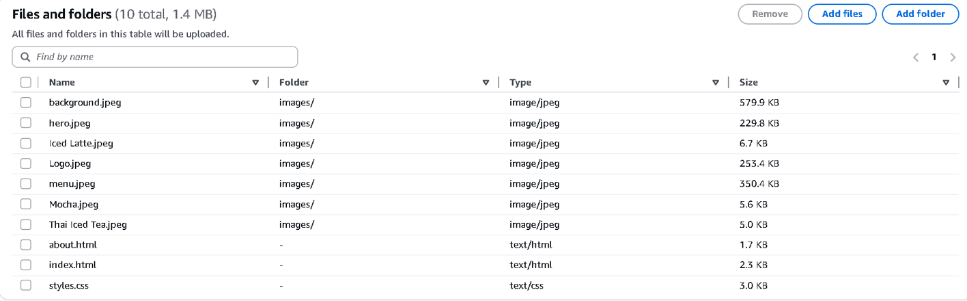 Files and folders (10 total, 1.4 MB)
Remove
Add files
Add folder
All files and folders in this table will be uploaded.
Find by name
1
Name Folder Type Size
background.jpeg images/ image/jpeg 579.9 KB
hero.jpeg images/ image/jpeg 229.8 KB
Iced Latte.jpeg images/ image/jpeg 6.7 KB
Logo.jpeg images/ image/jpeg 253.4 KB
menu.jpeg images/ image/jpeg 350.4 KB
Mocha.jpeg images/ image/jpeg 5.6 KB
Thai Iced Tea.jpeg images/ image/jpeg 5.0 KB
about.html - text/html 1.7 KB
index.html - text/html 2.3 KB
styles.css - text/css 3.0 KB